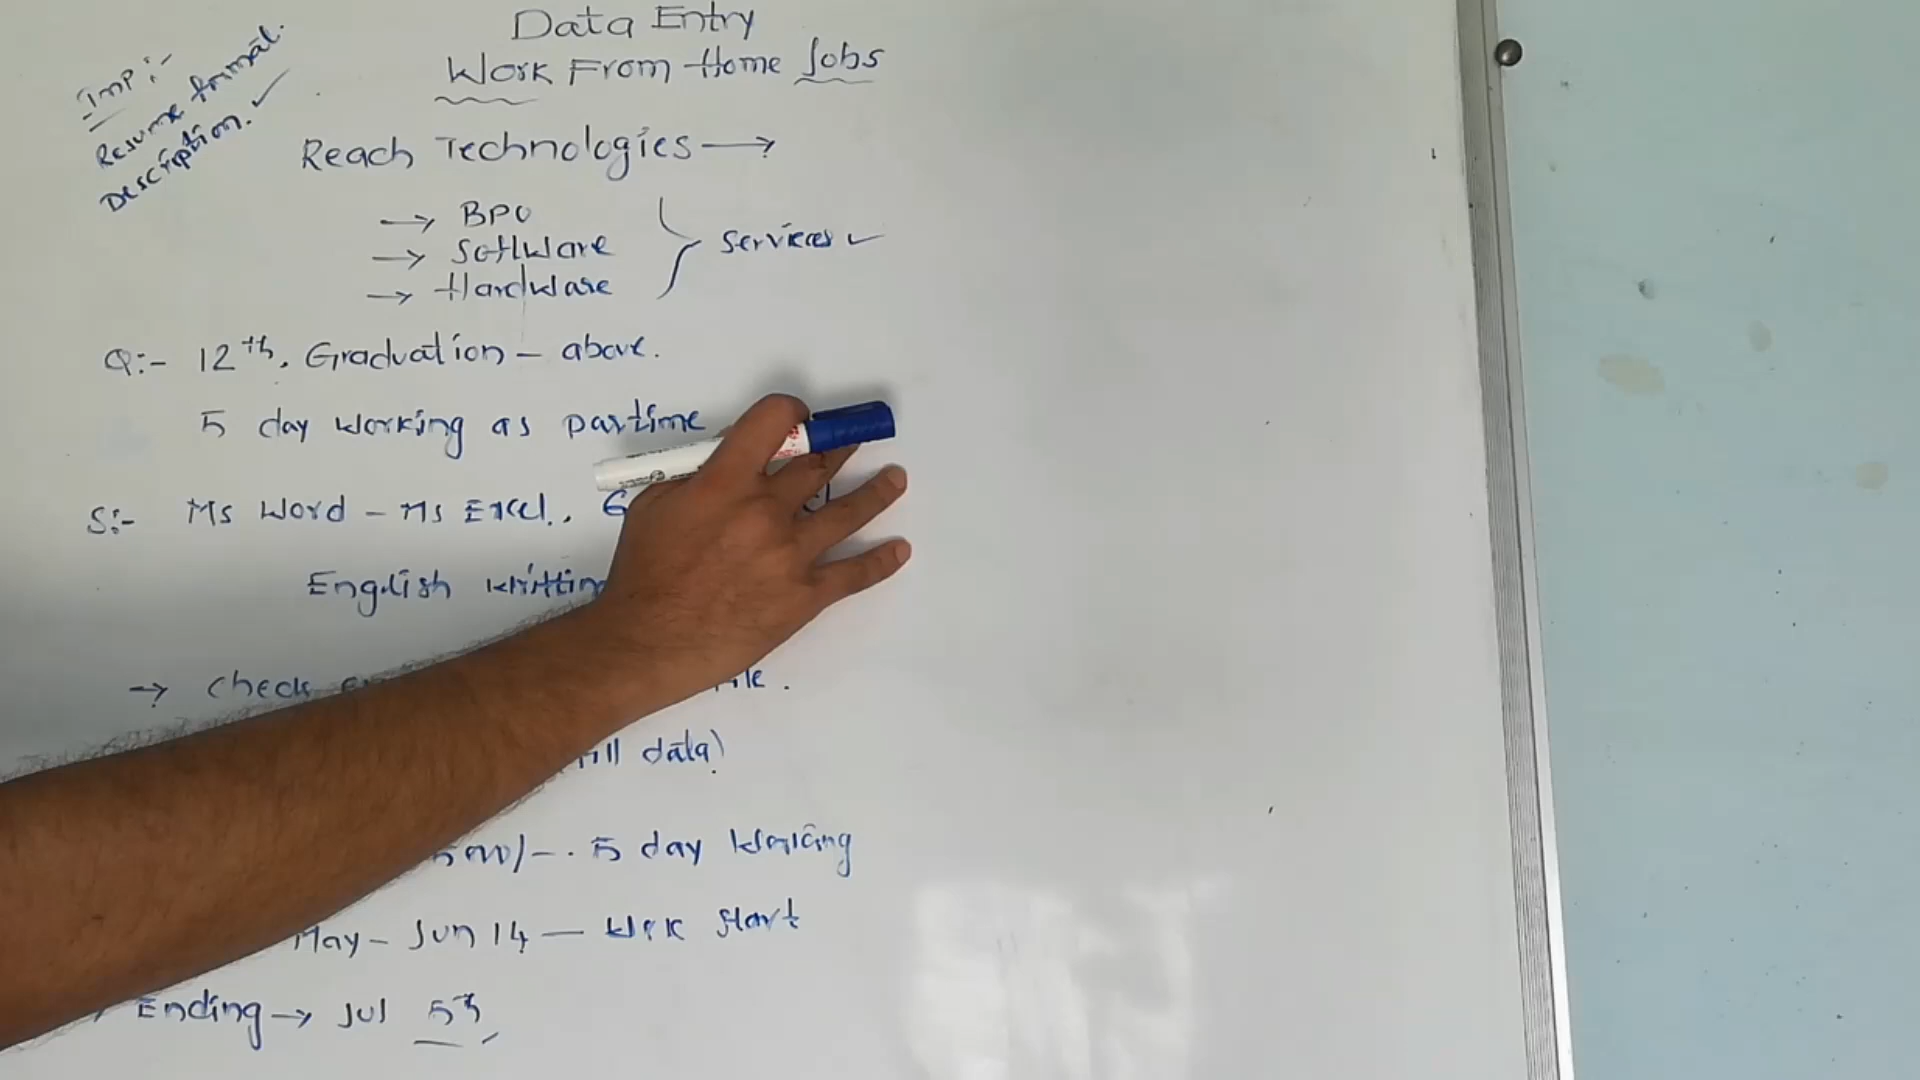 Data Entry
Work From Home Jobs
Imp :-
Resume format.
Description. ✓
Reach Technologies →
→ BPO
→ Software
→ Hardware
Services ✓
Q:- 12th, Graduation - above.
5 day working as partime
S:- Ms Word - Ms Excel.,
English writting
→ check
fill data)
5 day working
May - Jun 14 — Work start
Ending → Jul 5th